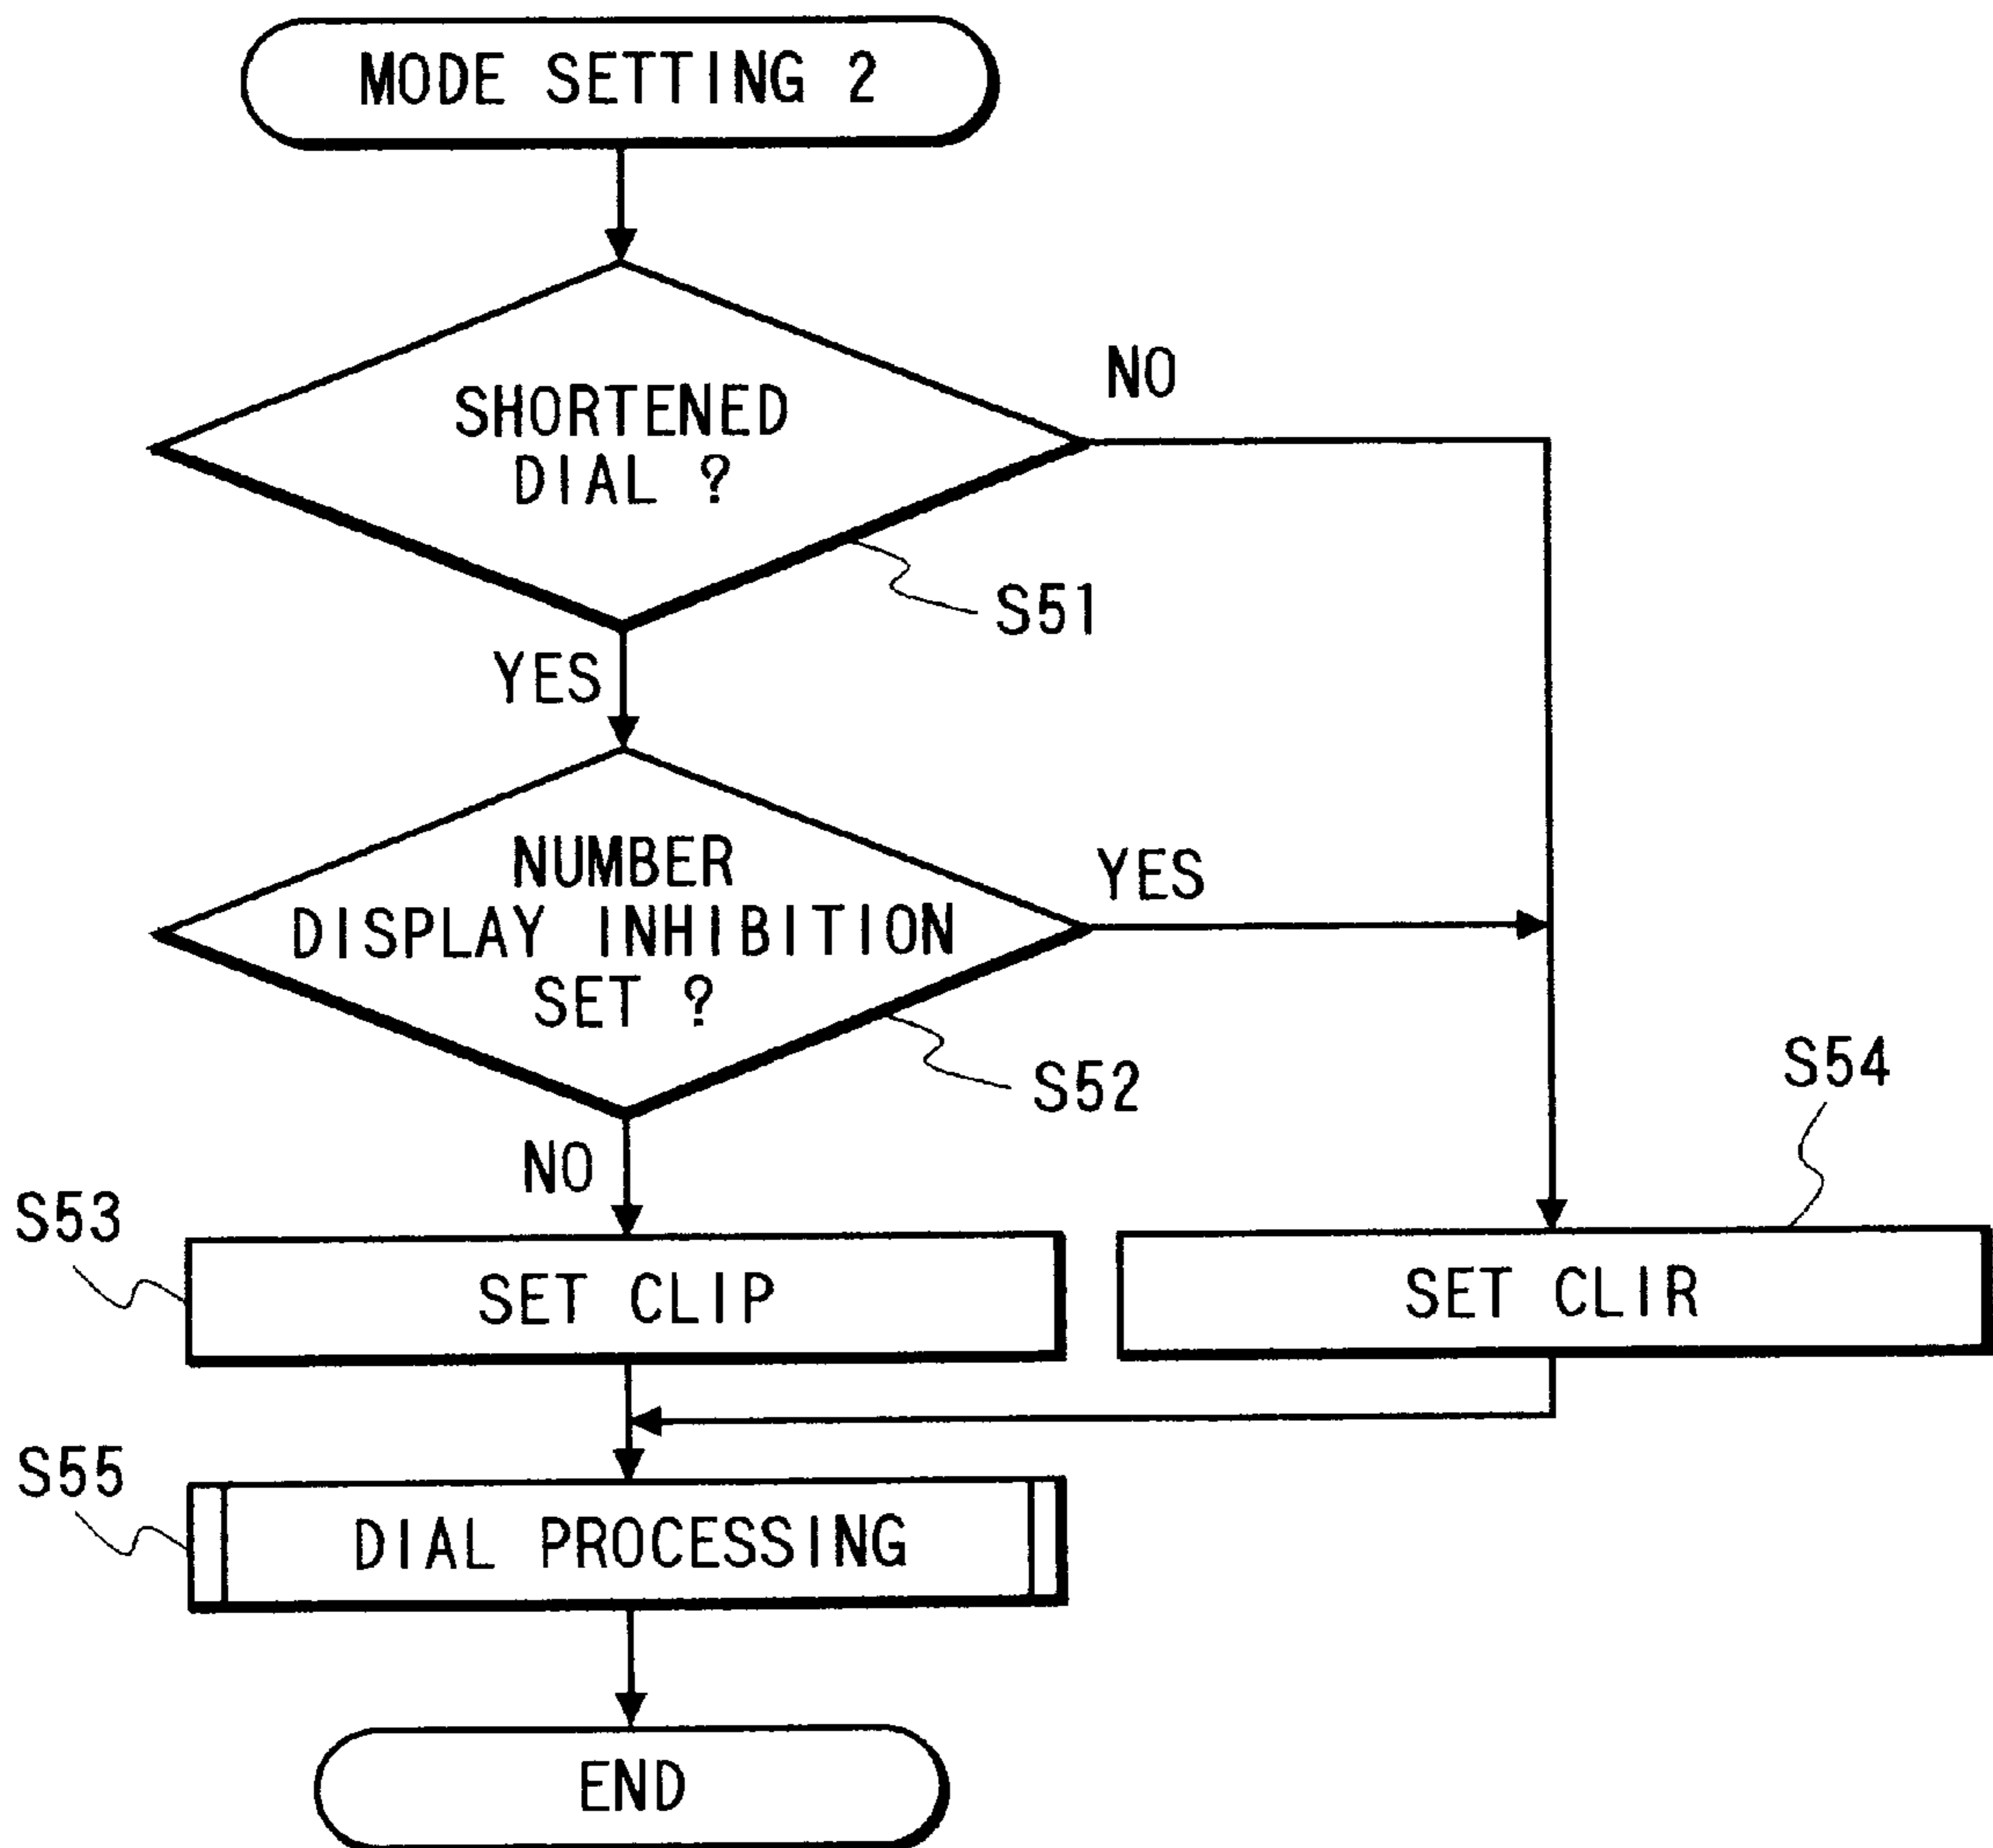 MODE SETTING 2
SHORTENED
DIAL ?
NO
S51
YES
NUMBER
DISPLAY INHIBITION
SET ?
YES
S52
NO
S54
S53
SET CLIP
SET CLIR
S55
DIAL PROCESSING
END